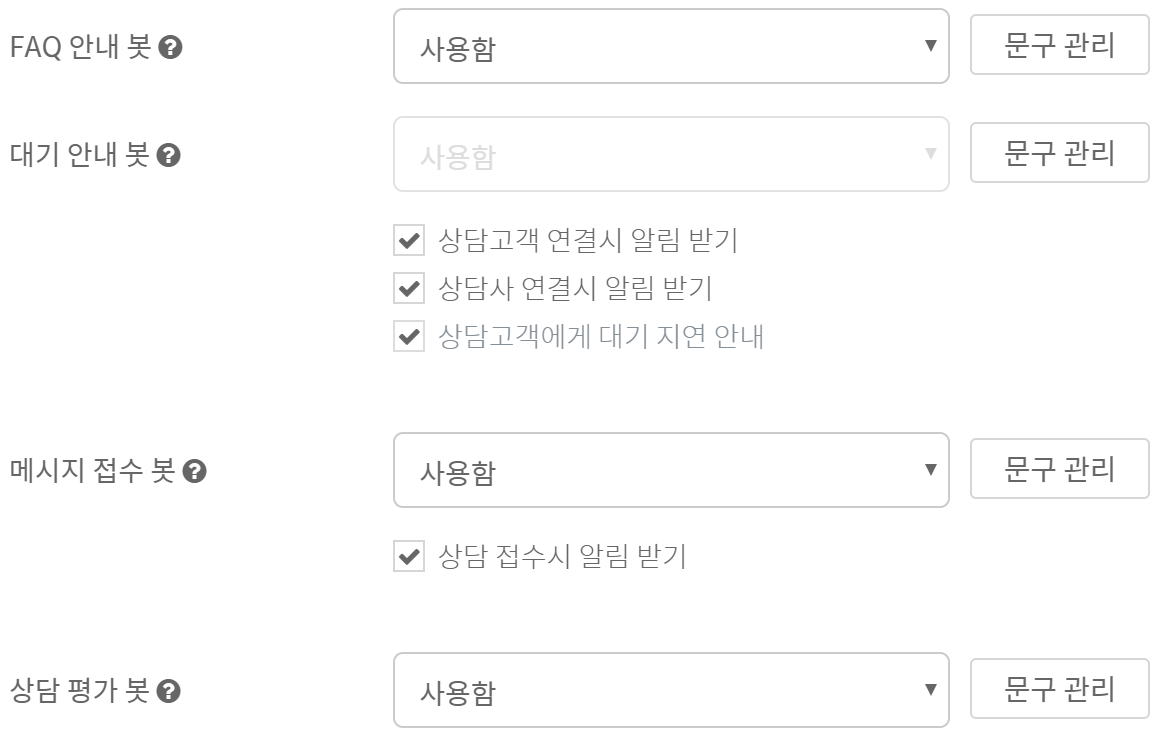 FAQ 안내 봇 사용함 문구 관리
대기 안내 봇 사용함 문구 관리
상담고객 연결시 알림 받기
상담사 연결시 알림 받기
상담고객에게 대기 지연 안내
메시지 접수 봇 사용함 문구 관리
상담 접수시 알림 받기
상담 평가 봇 사용함 문구 관리